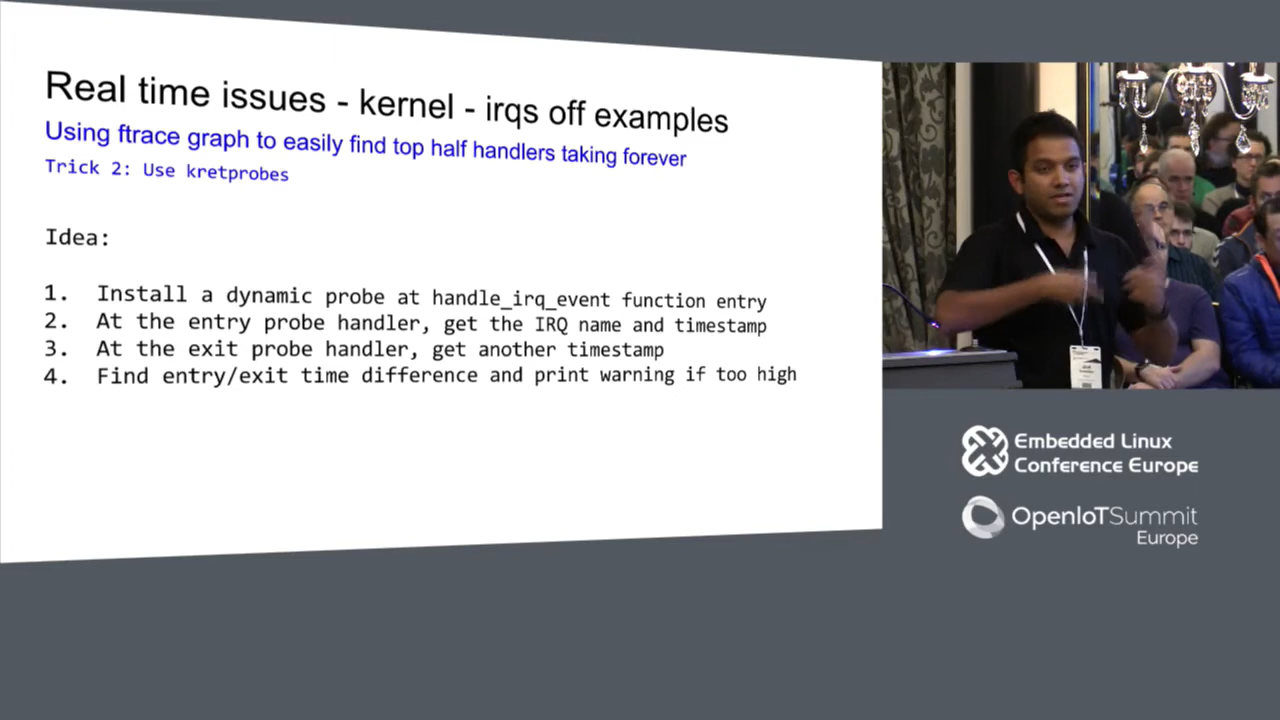 Real time issues - kernel - irqs off examples
Using ftrace graph to easily find top half handlers taking forever
Trick 2: Use kretprobes
Idea:
1. Install a dynamic probe at handle_irq_event function entry
2. At the entry probe handler, get the IRQ name and timestamp
3. At the exit probe handler, get another timestamp
4. Find entry/exit time difference and print warning if too high
Embedded Linux
Conference Europe
OpenIoTSummit
Europe